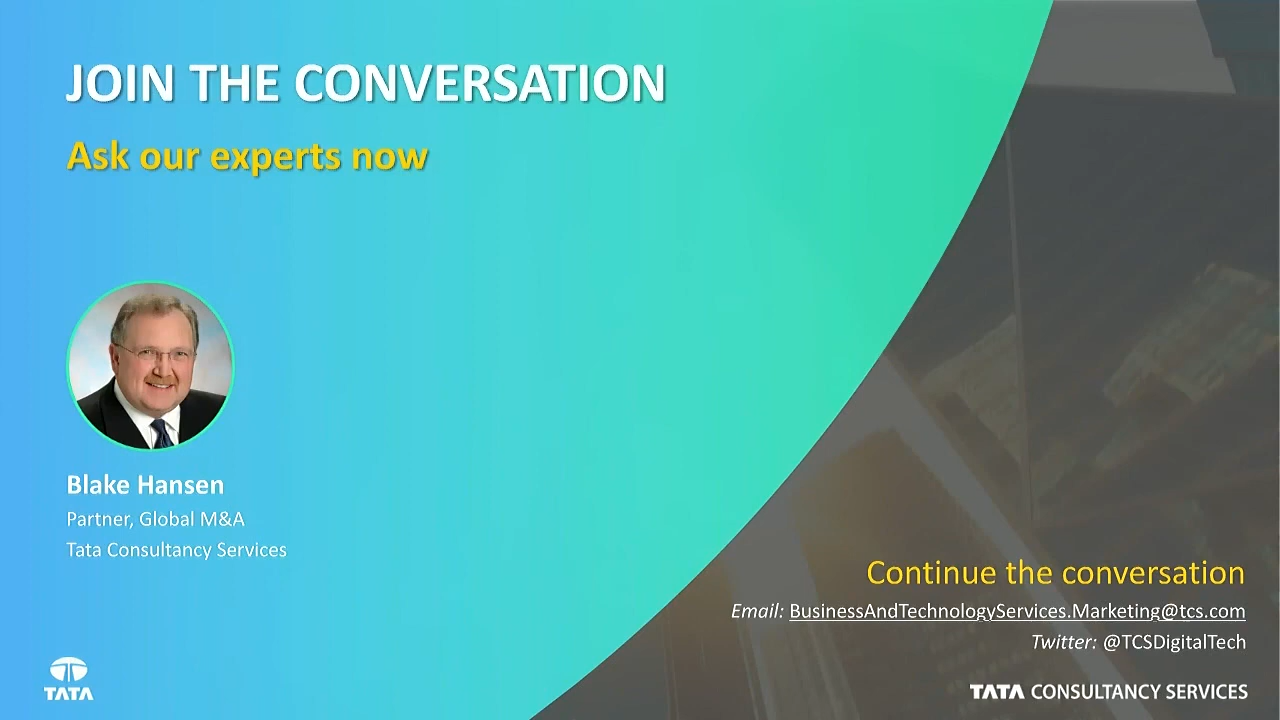 JOIN THE CONVERSATION
Ask our experts now
Blake Hansen
Partner, Global M&A
Tata Consultancy Services
Continue the conversation
Email: BusinessAndTechnologyServices.Marketing@tcs.com
Twitter: @TCSDigitalTech
TATA
TATA CONSULTANCY SERVICES